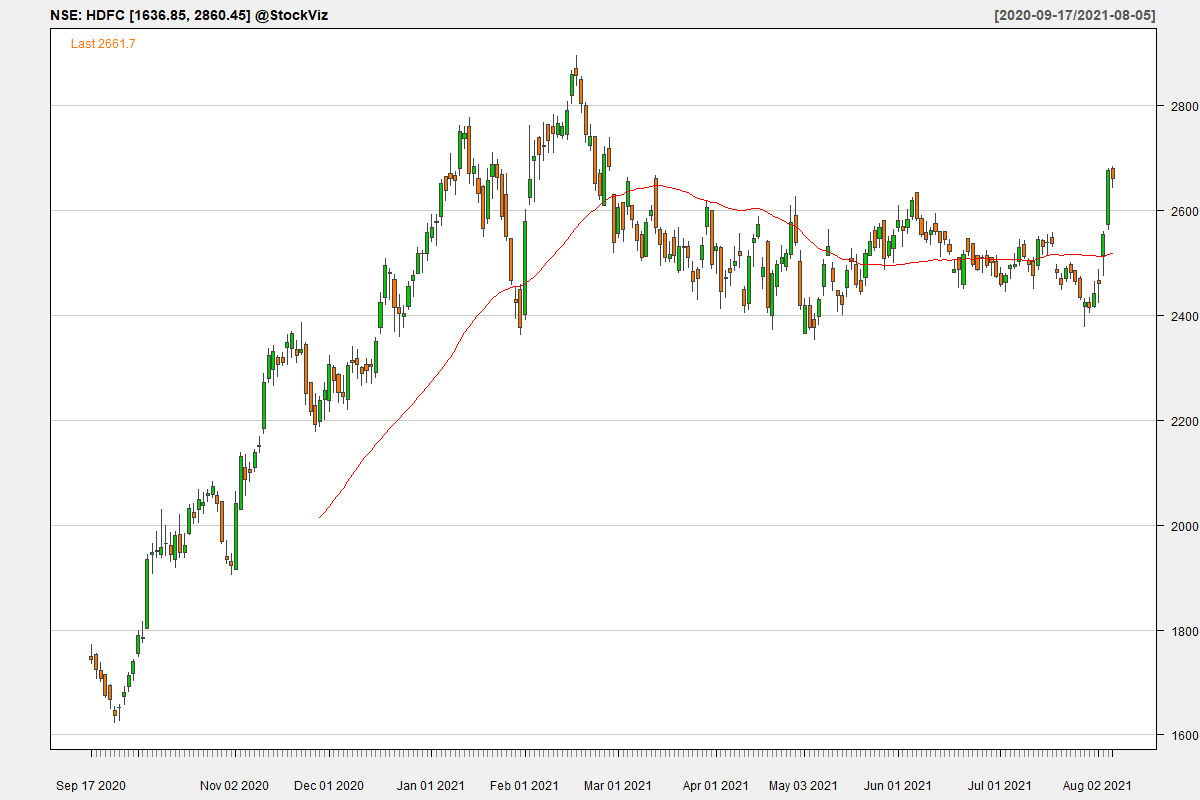 NSE: HDFC [1636.85, 2860.45] @StockViz [2020-09-17/2021-08-05]
Last 2661.7
2800
2600
2400
2200
2000
1800
1600
Sep 17 2020 Nov 02 2020 Dec 01 2020 Jan 01 2021 Feb 01 2021 Mar 01 2021 Apr 01 2021 May 03 2021 Jun 01 2021 Jul 01 2021 Aug 02 2021